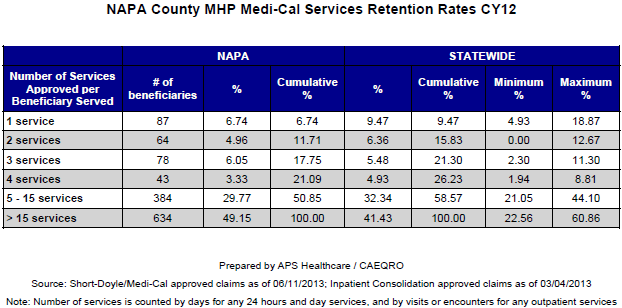 NAPA County MHP Medi-Cal Services Retention Rates CY12
NAPA STATEWIDE
Number of Services Approved per Beneficiary Served # of beneficiaries % Cumulative % % Cumulative % Minimum % Maximum %
1 service 87 6.74 6.74 9.47 9.47 4.93 18.87
2 services 64 4.96 11.71 6.36 15.83 0.00 12.67
3 services 78 6.05 17.75 5.48 21.30 2.30 11.30
4 services 43 3.33 21.09 4.93 26.23 1.94 8.81
5 - 15 services 384 29.77 50.85 32.34 58.57 21.05 44.10
> 15 services 634 49.15 100.00 41.43 100.00 22.56 60.86
Prepared by APS Healthcare / CAEQRO
Source: Short-Doyle/Medi-Cal approved claims as of 06/11/2013; Inpatient Consolidation approved claims as of 03/04/2013
Note: Number of services is counted by days for any 24 hours and day services, and by visits or encounters for any outpatient services